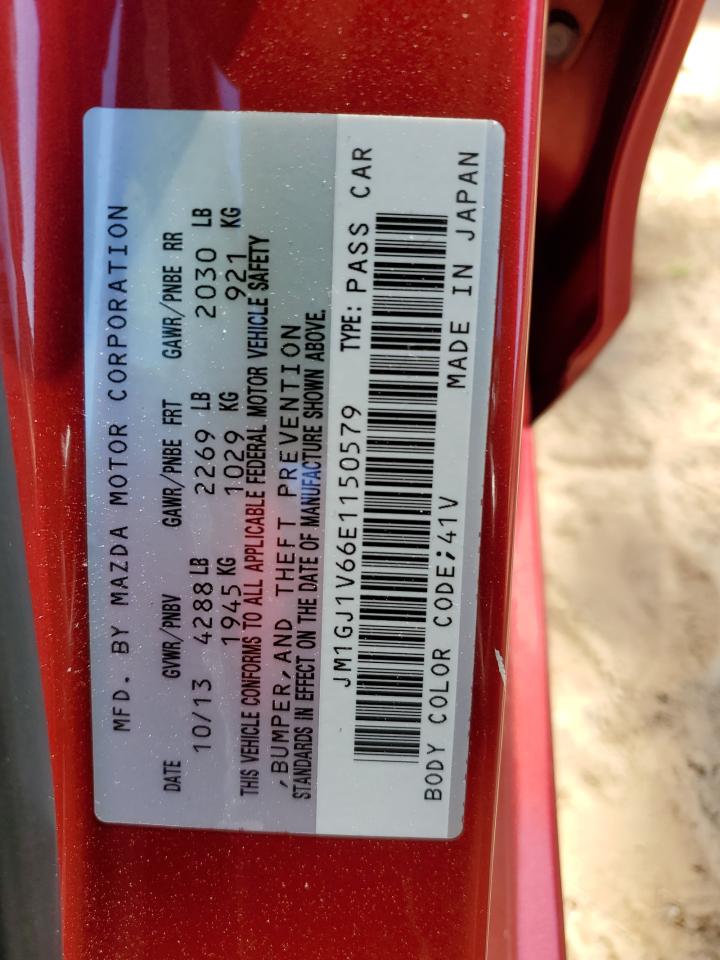 MFD. BY MAZDA MOTOR CORPORATION
DATE GVWR/PNBV GAWR/PNBE FRT GAWR/PNBE RR
10/13 4288 LB 2269 LB 2030 LB
1945 KG 1029 KG 921 KG
THIS VEHICLE CONFORMS TO ALL APPLICABLE FEDERAL MOTOR VEHICLE SAFETY
,BUMPER,AND THEFT PREVENTION
STANDARDS IN EFFECT ON THE DATE OF MANUFACTURE SHOWN ABOVE.
JM1GJ1V66E1150579 TYPE: PASS CAR
BODY COLOR CODE;41V MADE IN JAPAN